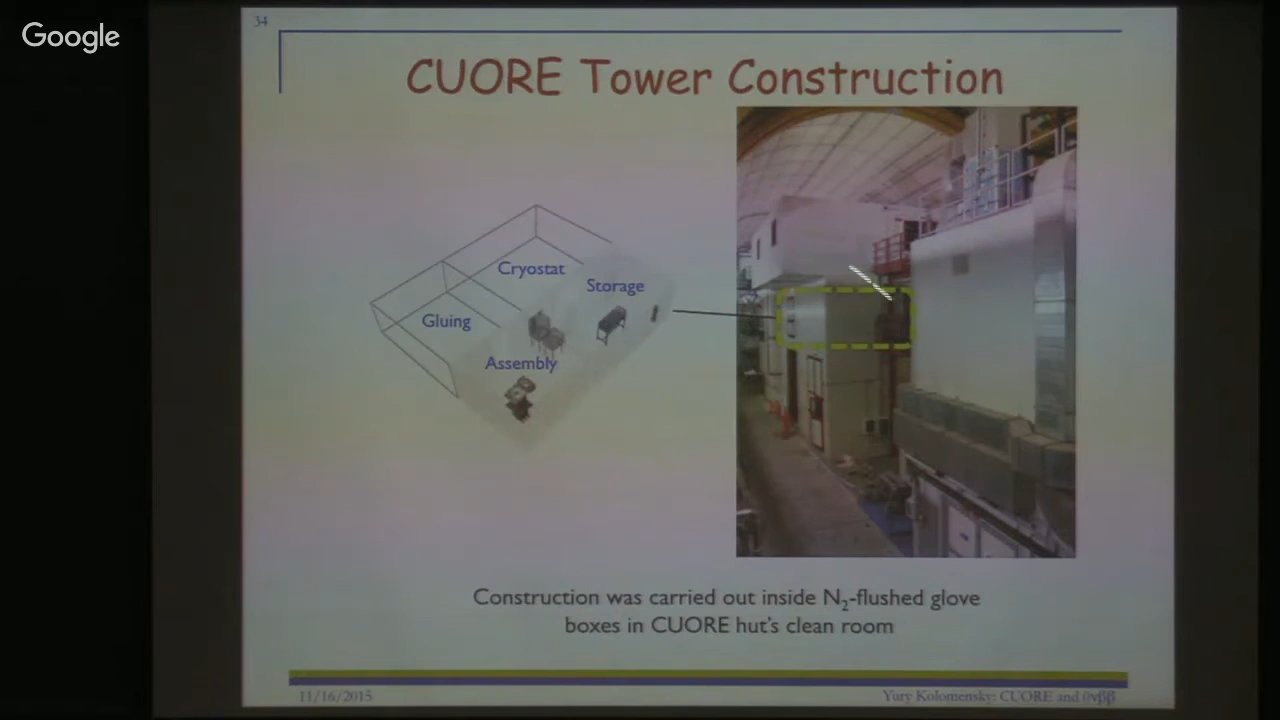 Google
34
CUORE Tower Construction
Cryostat
Storage
Gluing
Assembly
Construction was carried out inside N₂-flushed glove
boxes in CUORE hut's clean room
11/16/2015
Yury Kolomensky: CUORE and 0νββ